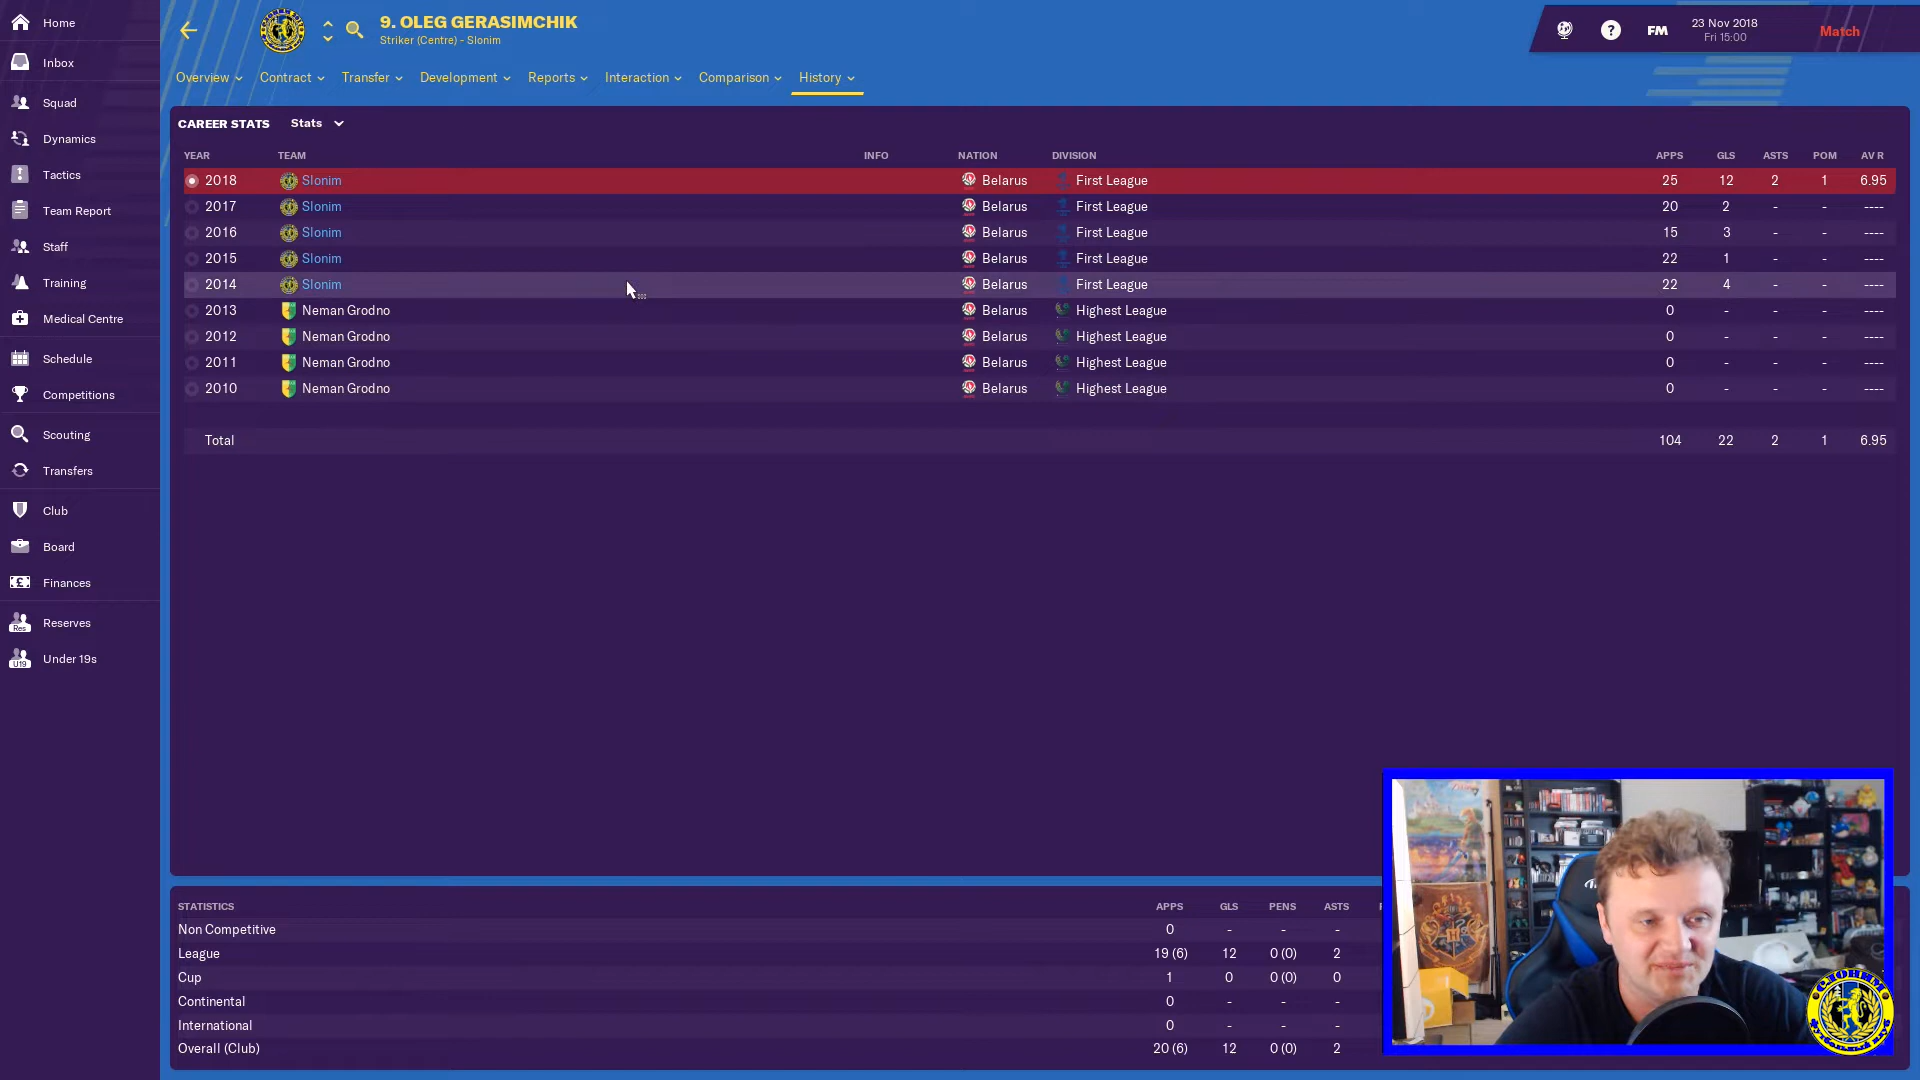 Home
Inbox
Squad
Dynamics
Tactics
Team Report
Staff
Training
Medical Centre
Schedule
Competitions
Scouting
Transfers
Club
Board
Finances
Res
Reserves
U19
Under 19s
9. OLEG GERASIMCHIK
Striker (Centre) - Slonim
? FM 23 Nov 2018 Match
Fri 15:00
Overview Contract Transfer Development Reports Interaction Comparison History
CAREER STATS Stats
YEAR TEAM INFO NATION DIVISION APPS GLS ASTS POM AV R
2018 Slonim Belarus First League 25 12 2 1 6.95
2017 Slonim Belarus First League 20 2 - - ----
2016 Slonim Belarus First League 15 3 - - ----
2015 Slonim Belarus First League 22 1 - - ----
2014 Slonim Belarus First League 22 4 - - ----
2013 Neman Grodno Belarus Highest League 0 - - - ----
2012 Neman Grodno Belarus Highest League 0 - - - ----
2011 Neman Grodno Belarus Highest League 0 - - - ----
2010 Neman Grodno Belarus Highest League 0 - - - ----
Total 104 22 2 1 6.95
STATISTICS APPS GLS PENS ASTS
Non Competitive 0 - - -
League 19 (6) 12 0 (0) 2
Cup 1 0 0 (0) 0
Continental 0 - - -
International 0 - - -
Overall (Club) 20 (6) 12 0 (0) 2